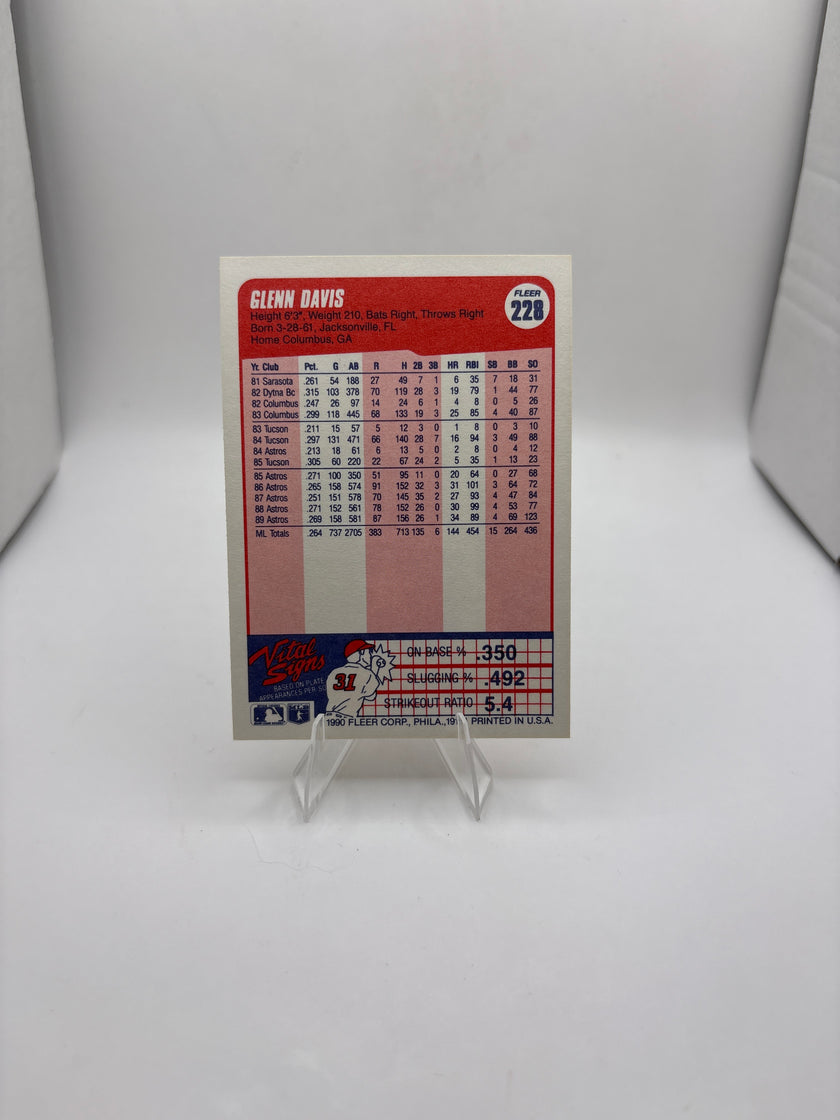 GLENN DAVIS
FLEER
228
Height 6'3", Weight 210, Bats Right, Throws Right
Born 3-28-61, Jacksonville, FL
Home Columbus, GA
Yr. Club Pct. G AB R H 2B 3B HR RBI SB BB SO
81 Sarasota .261 54 188 27 49 7 1 6 35 7 18 31
82 Dytna Bc .315 103 378 70 119 28 3 19 79 1 44 77
82 Columbus .247 26 97 14 24 6 1 4 8 0 5 26
83 Columbus .299 118 445 68 133 19 3 25 85 4 40 87
83 Tucson .211 15 57 5 12 3 0 1 8 0 3 10
84 Tucson .297 131 471 66 140 28 7 16 94 3 49 88
84 Astros .213 18 61 6 13 5 0 2 8 0 4 12
85 Tucson .305 60 220 22 67 24 2 5 35 1 13 23
85 Astros .271 100 350 51 95 11 0 20 64 0 27 68
86 Astros .265 158 574 91 152 32 3 31 101 3 64 72
87 Astros .251 151 578 70 145 35 2 27 93 4 47 84
88 Astros .271 152 561 78 152 26 0 30 99 4 53 77
89 Astros .269 158 581 87 156 26 1 34 89 4 69 123
ML Totals .264 737 2705 383 713 135 6 144 454 15 264 436
Vital Signs
BASED ON PLATE
APPEARANCES PER SO
31
ON BASE % .350
SLUGGING % .492
STRIKEOUT RATIO 5.4
1990 FLEER CORP., PHILA., PRINTED IN U.S.A.